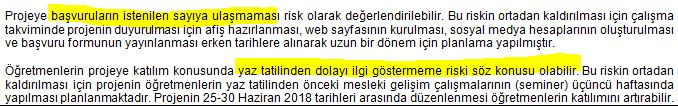 Projeye başvuruların istenilen sayıya ulaşmaması risk olarak değerlendirilebilir. Bu riskin ortadan kaldırılması için çalışma
takviminde projenin duyurulması için afiş hazırlanması, web sayfasının kurulması, sosyal medya hesaplarının oluşturulması
ve başvuru formunun yayınlanması erken tarihlere alınarak uzun bir dönem için planlama yapılmıştır.
Öğretmenlerin projeye katılım konusunda yaz tatilinden dolayı ilgi göstermeme riski söz konusu olabilir. Bu riskin ortadan
kaldırılması için projenin öğretmenlerin yaz tatilinden önceki mesleki gelişim çalışmalarının (seminer) üçüncü haftasında
yapılması planlanmaktadır. Projenin 25-30 Haziran 2018 tarihleri arasında düzenlenmesi öğretmenlerin katılımını artırabilir.